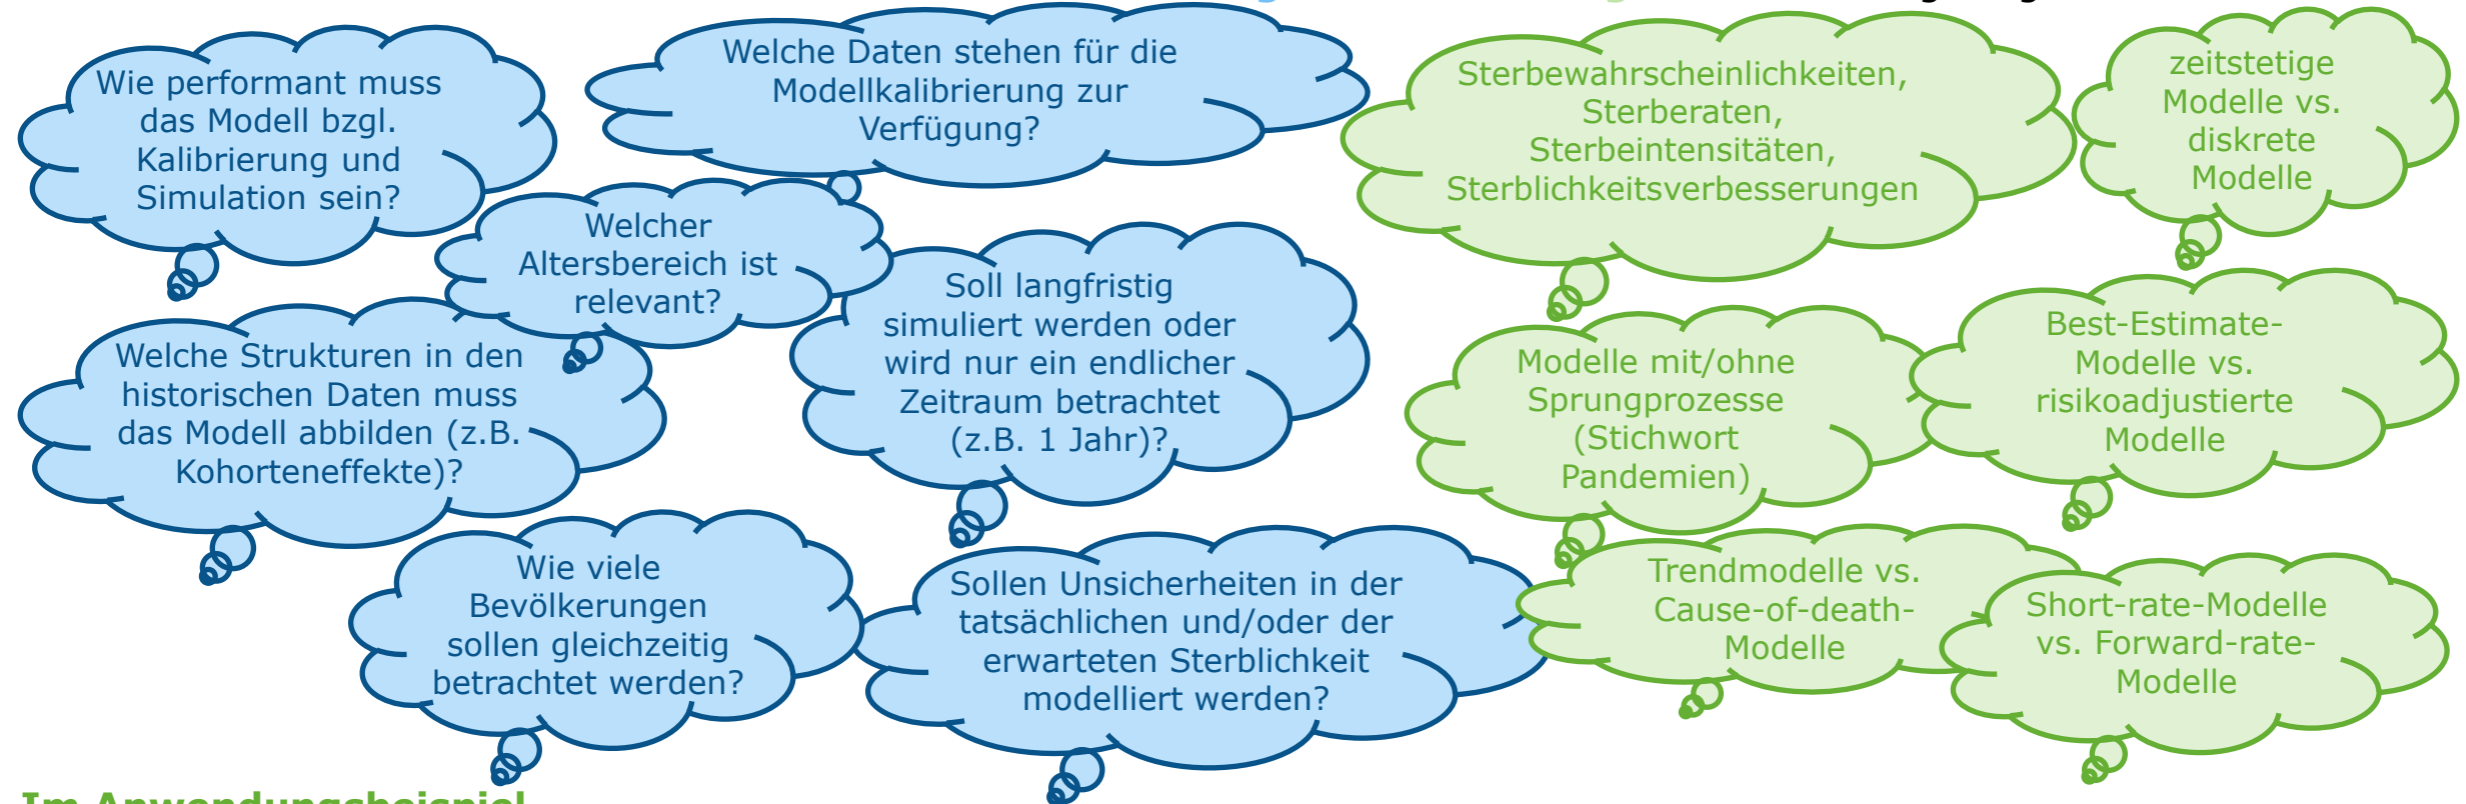 Wie performant muss
das Modell bzgl.
Kalibrierung und
Simulation sein?
Welche Daten stehen für die
Modellkalibrierung zur
Verfügung?
Sterbewahrscheinlichkeiten,
Sterberaten,
Sterbeintensitäten,
Sterblichkeitsverbesserungen
zeitstetige
Modelle vs.
diskrete
Modelle
Welcher
Altersbereich ist
relevant?
Welche Strukturen in den
historischen Daten muss
das Modell abbilden (z.B.
Kohorteneffekte)?
Soll langfristig
simuliert werden oder
wird nur ein endlicher
Zeitraum betrachtet
(z.B. 1 Jahr)?
Modelle mit/ohne
Sprungprozesse
(Stichwort
Pandemien)
Best-Estimate-
Modelle vs.
risikoadjustierte
Modelle
Wie viele
Bevölkerungen
sollen gleichzeitig
betrachtet werden?
Sollen Unsicherheiten in der
tatsächlichen und/oder der
erwarteten Sterblichkeit
modelliert werden?
Trendmodelle vs.
Cause-of-death-
Modelle
Short-rate-Modelle
vs. Forward-rate-
Modelle
Im Anwendungsbeispiel